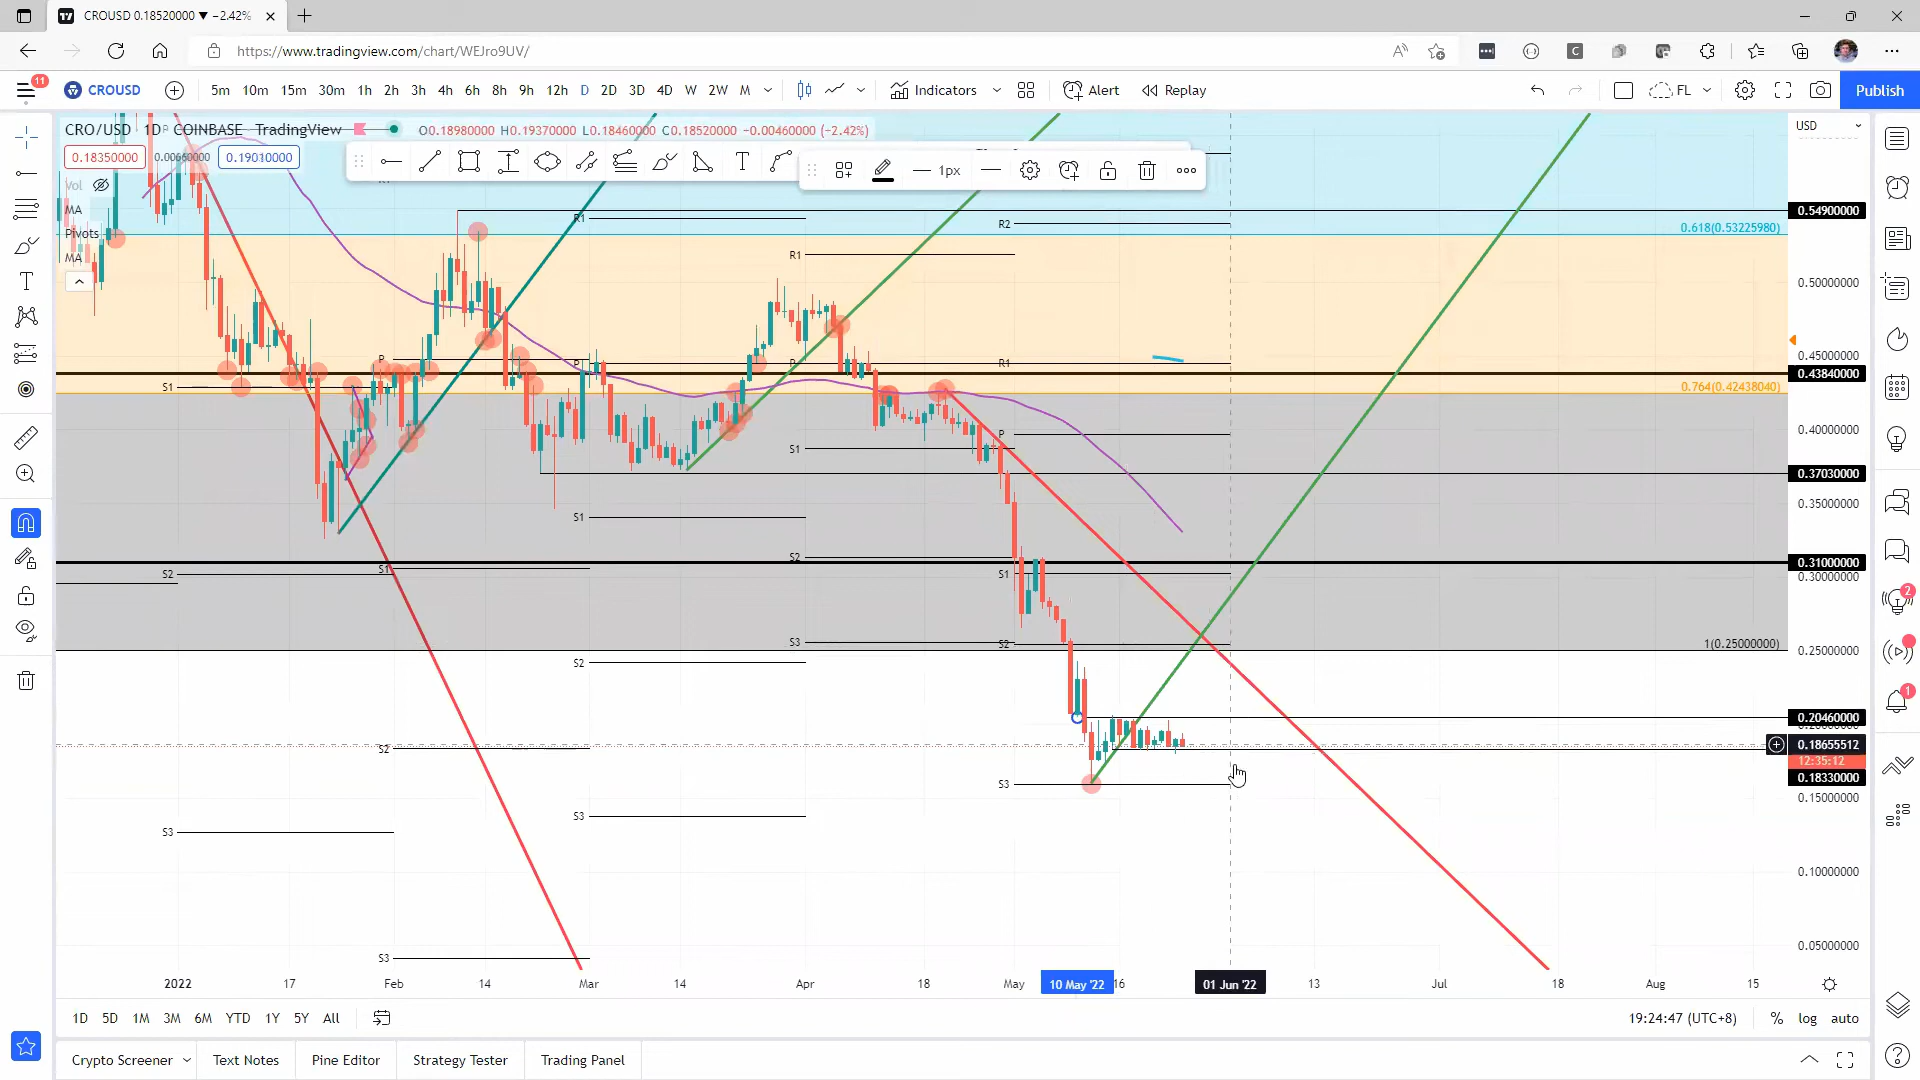 CROUSD 0.18520000 ▼ −2.42%
https://www.tradingview.com/chart/WEJro9UV/
11
CROUSD
5m 10m 15m 30m 1h 2h 3h 4h 6h 8h 9h 12h D 2D 3D 4D W 2W M
Indicators
Alert
Replay
FL
Publish
CRO/USD 1D COINBASE TradingView
O0.18980000 H0.19370000 L0.18460000 C0.18520000 −0.00460000 (−2.42%)
USD
0.18350000 0.00660000 0.19010000
1px
Vol
MA
Pivots
MA
R1
R2
R1
P
P
P
R1
S1
P
S1
S1
S2
S1
S2
S1
S3
S2
S2
S2
S3
S3
S3
S3
0.618(0.53225980)
0.764(0.42438040)
1(0.25000000)
0.54900000
0.50000000
0.45000000
0.43840000
0.40000000
0.37030000
0.35000000
0.31000000
0.30000000
0.25000000
0.20460000
0.18655512
12:35:12
0.18330000
0.15000000
0.10000000
0.05000000
2022 17 Feb 14 Mar 14 Apr 18 May 10 May '22 16 01 Jun '22 13 Jul 18 Aug 15
2
1
1D 5D 1M 3M 6M YTD 1Y 5Y All
19:24:47 (UTC+8) % log auto
Crypto Screener Text Notes Pine Editor Strategy Tester Trading Panel